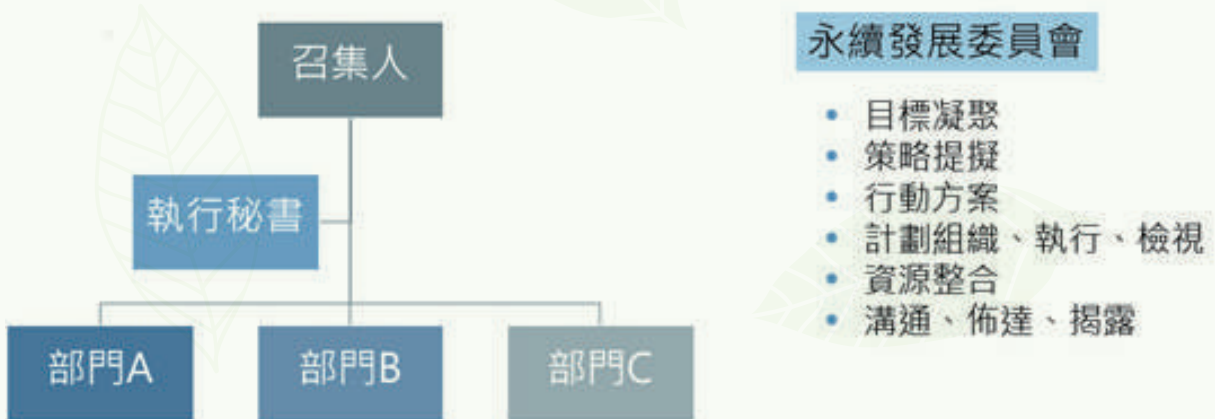 召集人
執行秘書
部門A
部門B
部門C
永續發展委員會
• 目標凝聚
• 策略提擬
• 行動方案
• 計劃組織、執行、檢視
• 資源整合
• 溝通、佈達、揭露